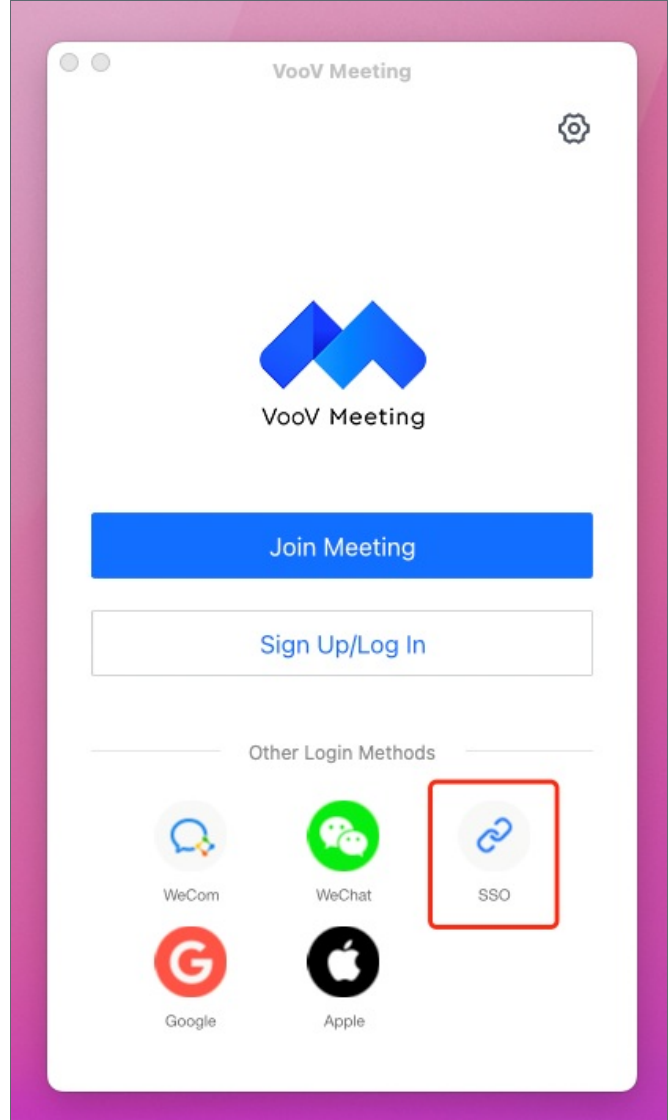 VooV Meeting
VooV Meeting
Join Meeting
Sign Up/Log In
Other Login Methods
WeCom
WeChat
SSO
Google
Apple